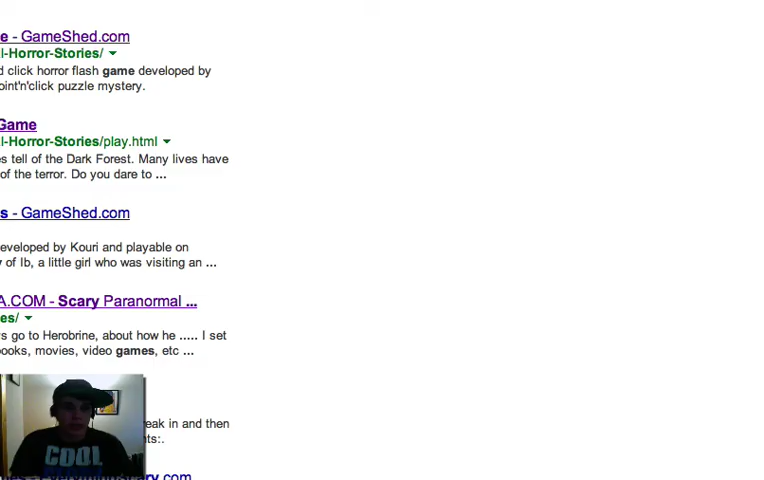 e - GameShed.com
l-Horror-Stories/
d click horror flash game developed by
oint'n'click puzzle mystery.
Game
l-Horror-Stories/play.html
es tell of the Dark Forest. Many lives have
of the terror. Do you dare to ...
s - GameShed.com
eveloped by Kouri and playable on
y of Ib, a little girl who was visiting an ...
A.COM - Scary Paranormal ...
es/
s go to Herobrine, about how he ..... I set
ooks, movies, video games, etc ...
eak in and then
nts:.
COOL
.com